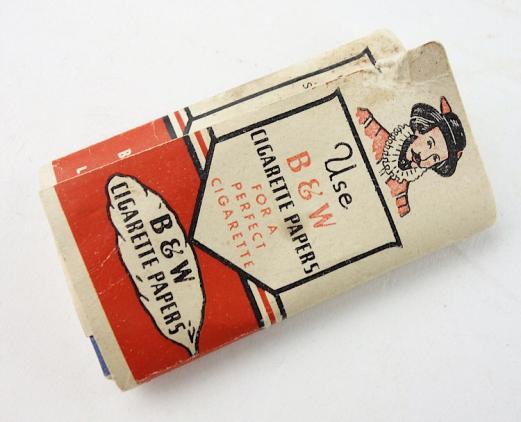 Use
B & W
CIGARETTE PAPERS
FOR A
PERFECT
CIGARETTE
B & W
CIGARETTE PAPERS
B
L